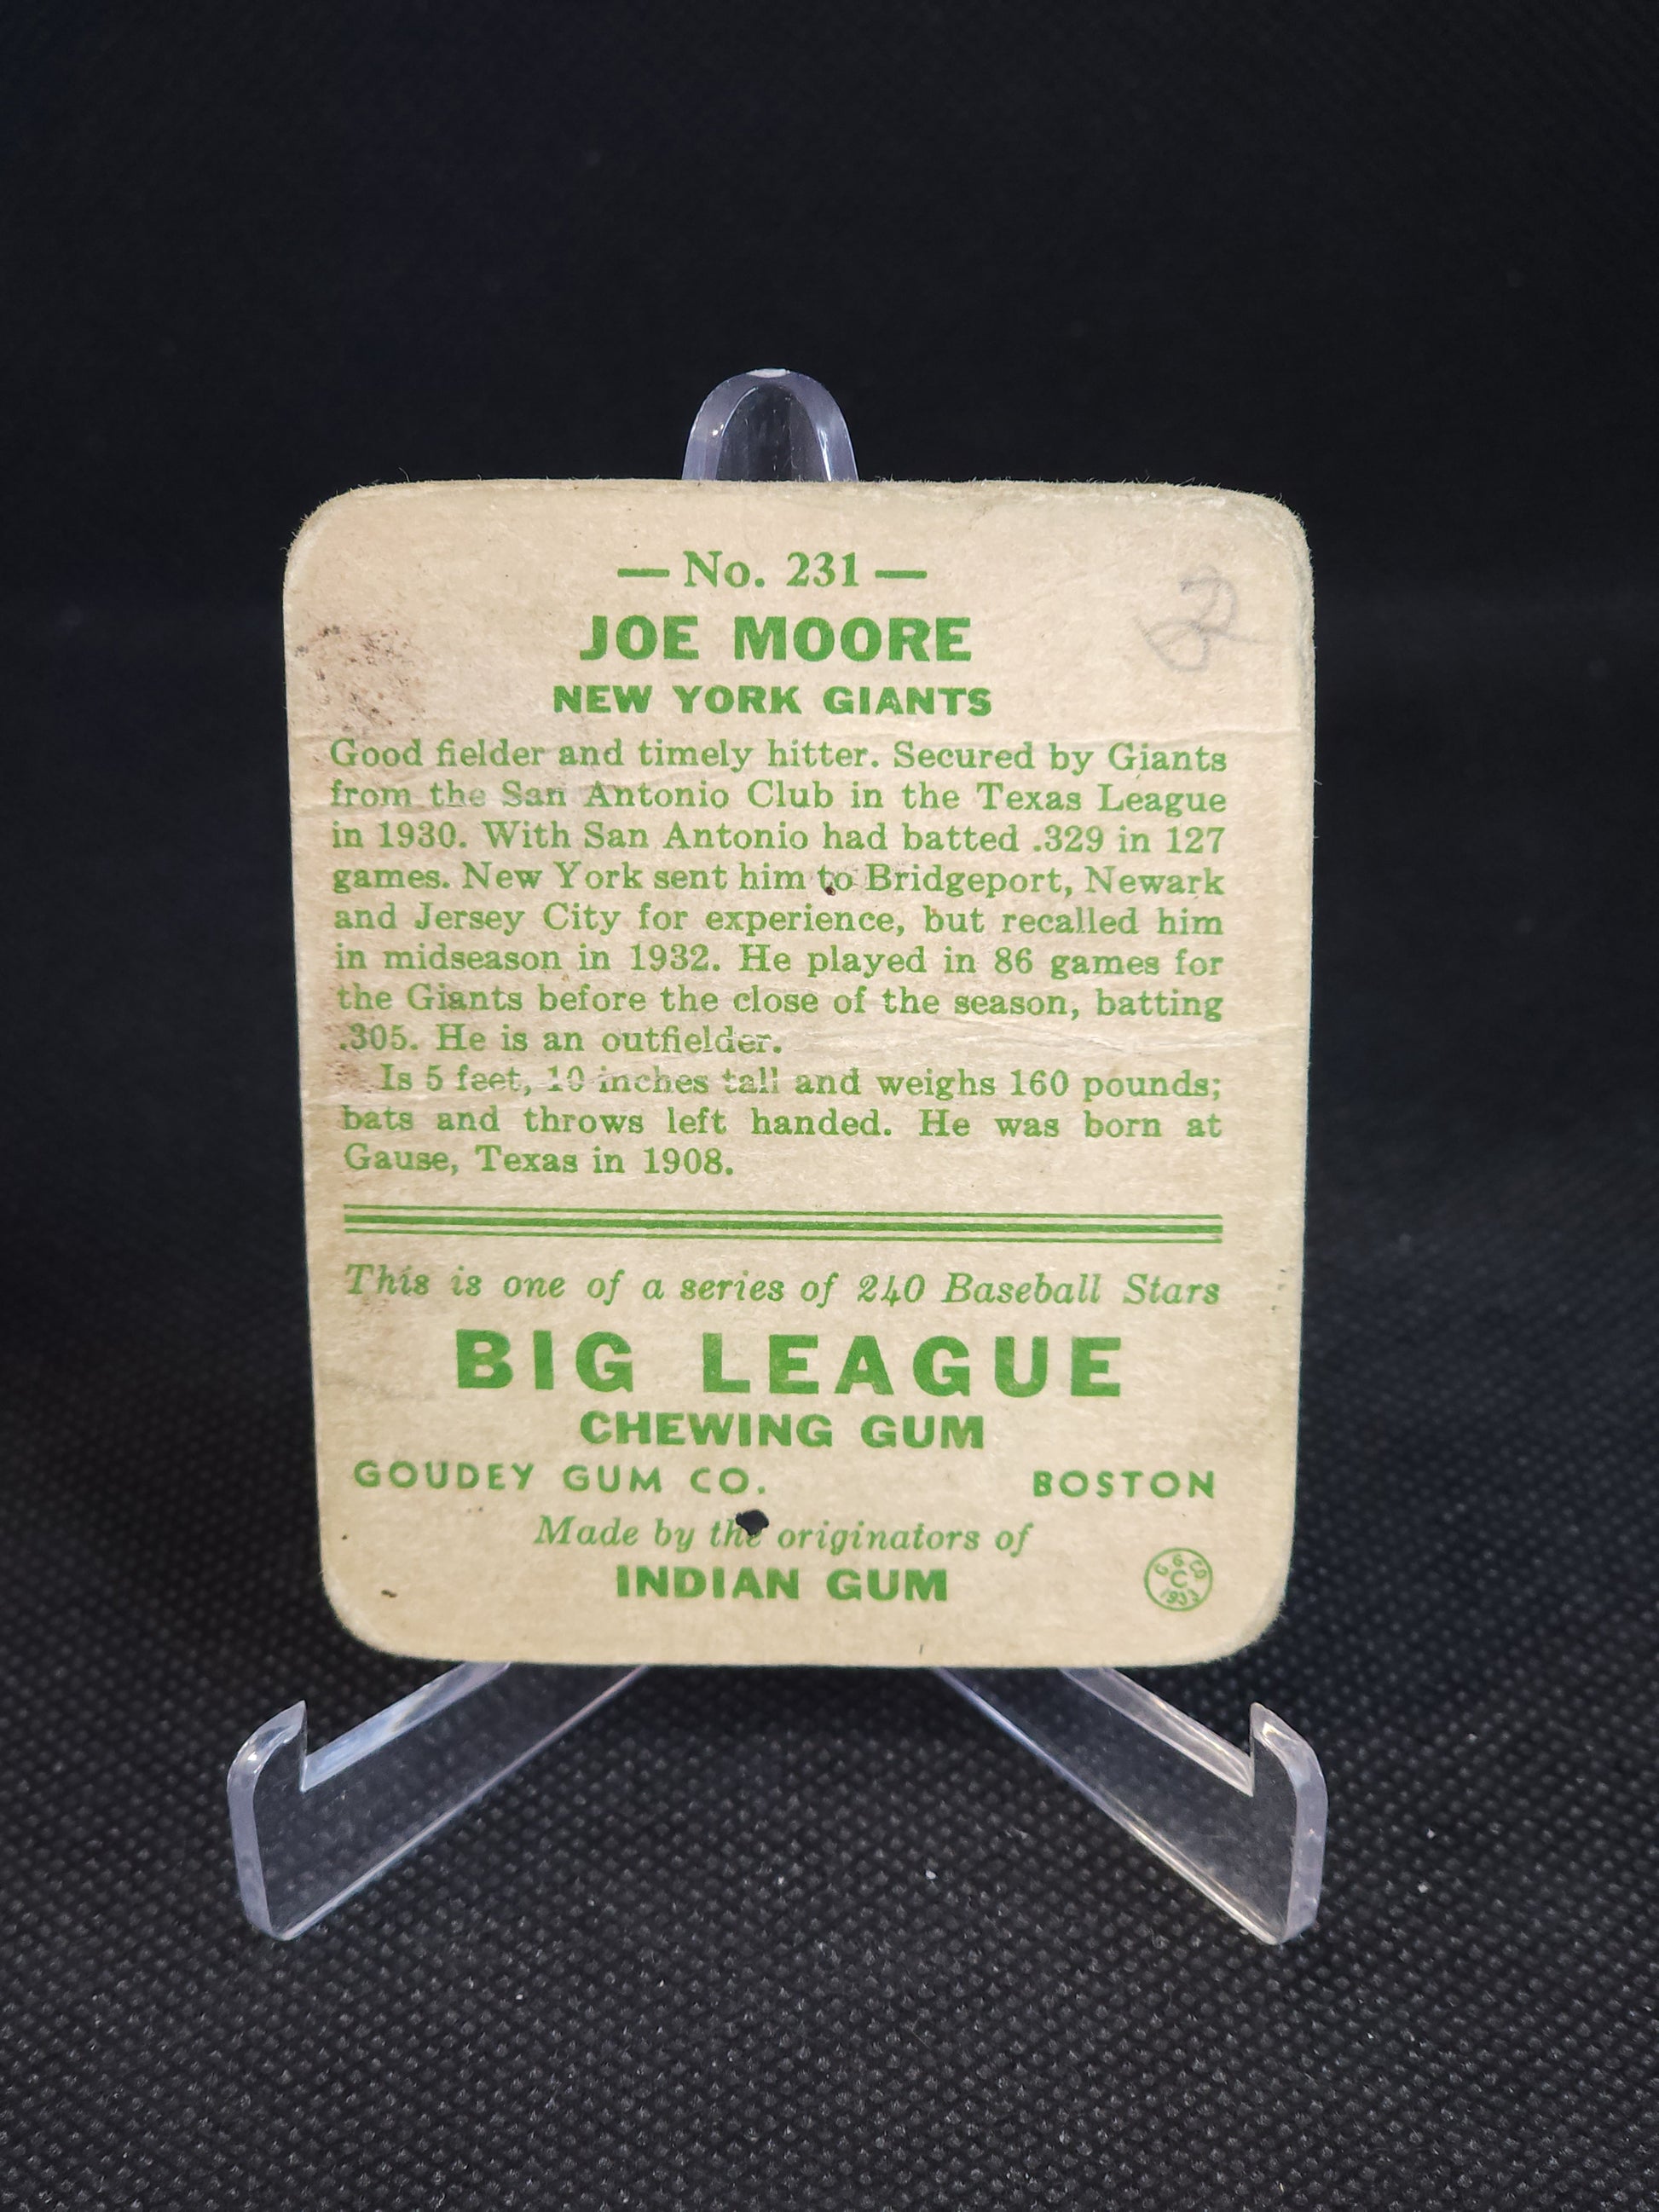 — No. 231 —
2
JOE MOORE
NEW YORK GIANTS
Good fielder and timely hitter. Secured by Giants
from the San Antonio Club in the Texas League
in 1930. With San Antonio had batted .329 in 127
games. New York sent him to Bridgeport, Newark
and Jersey City for experience, but recalled him
in midseason in 1932. He played in 86 games for
the Giants before the close of the season, batting
.305. He is an outfielder.
Is 5 feet, 10 inches tall and weighs 160 pounds;
bats and throws left handed. He was born at
Gause, Texas in 1908.
This is one of a series of 240 Baseball Stars
BIG LEAGUE
CHEWING GUM
GOUDEY GUM CO. BOSTON
Made by the originators of
INDIAN GUM
G. G. CO
C
1933